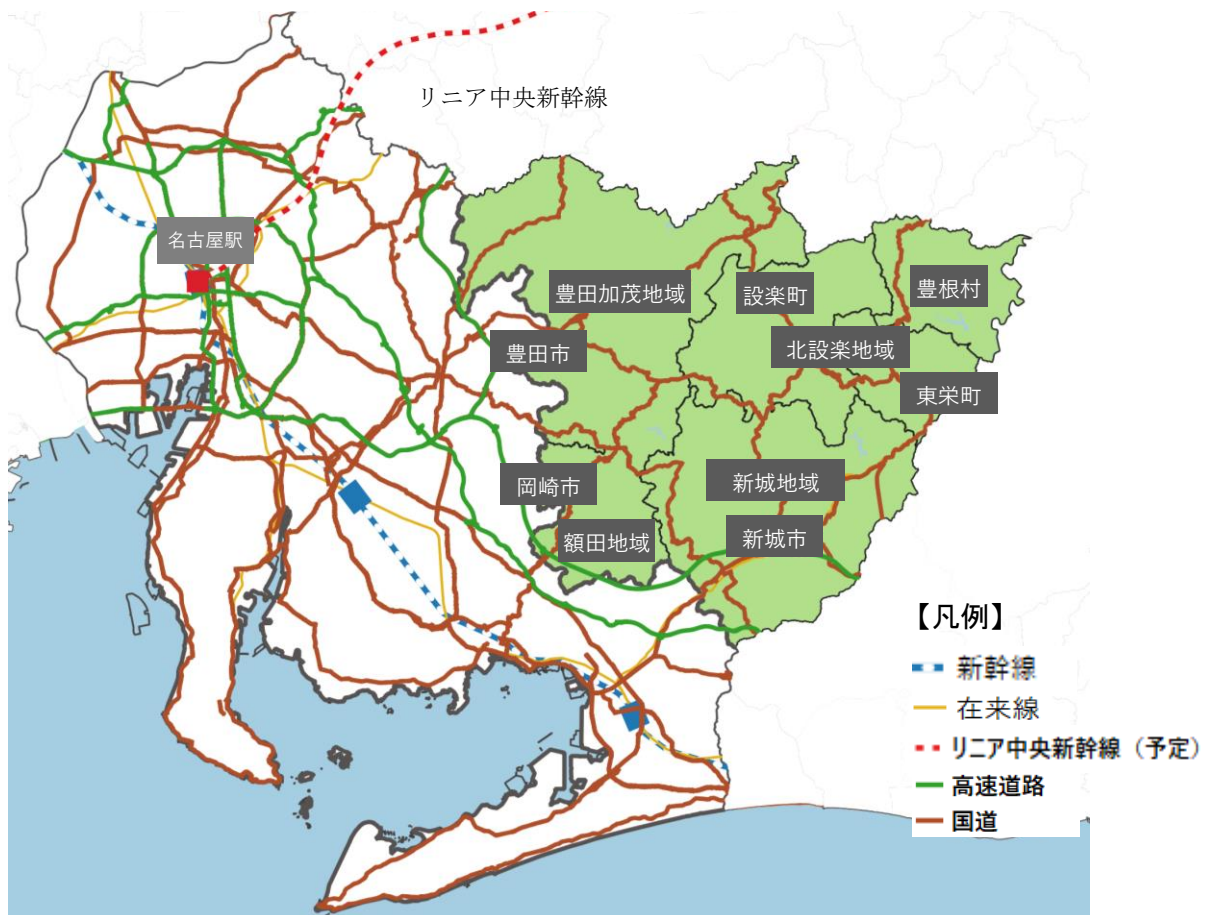 リニア中央新幹線
名古屋駅
豊田加茂地域
設楽町
豊根村
豊田市
北設楽地域
東栄町
岡崎市
新城地域
額田地域
新城市
【凡例】
新幹線
在来線
リニア中央新幹線（予定）
高速道路
国道